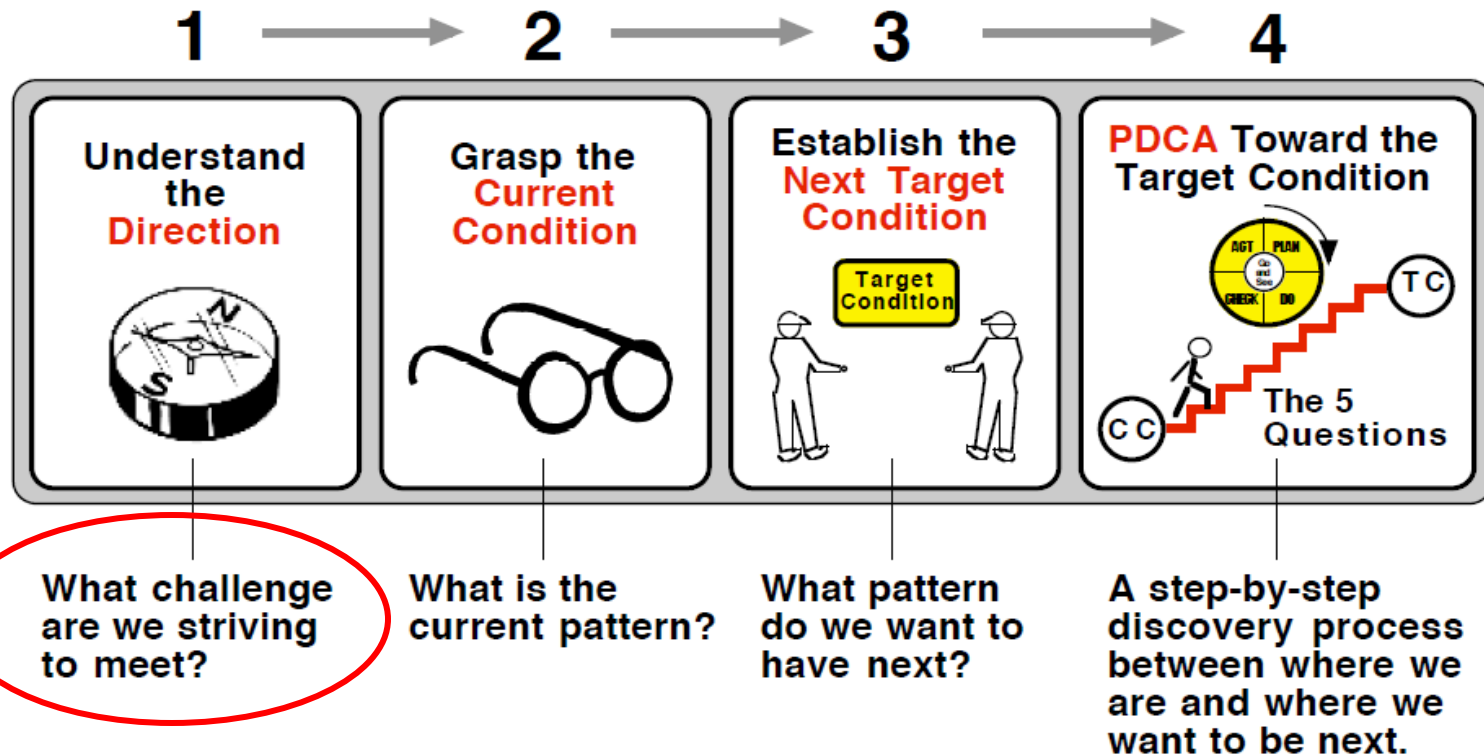 1
2
3
4
Understand
the
Direction
N
S
What challenge
are we striving
to meet?
Grasp the
Current
Condition
What is the
current pattern?
Establish the
Next Target
Condition
Target
Condition
What pattern
do we want to
have next?
PDCA Toward the
Target Condition
ACT PLAN
Go
and
See
CHECK DO
TC
CC
The 5
Questions
A step-by-step
discovery process
between where we
are and where we
want to be next.